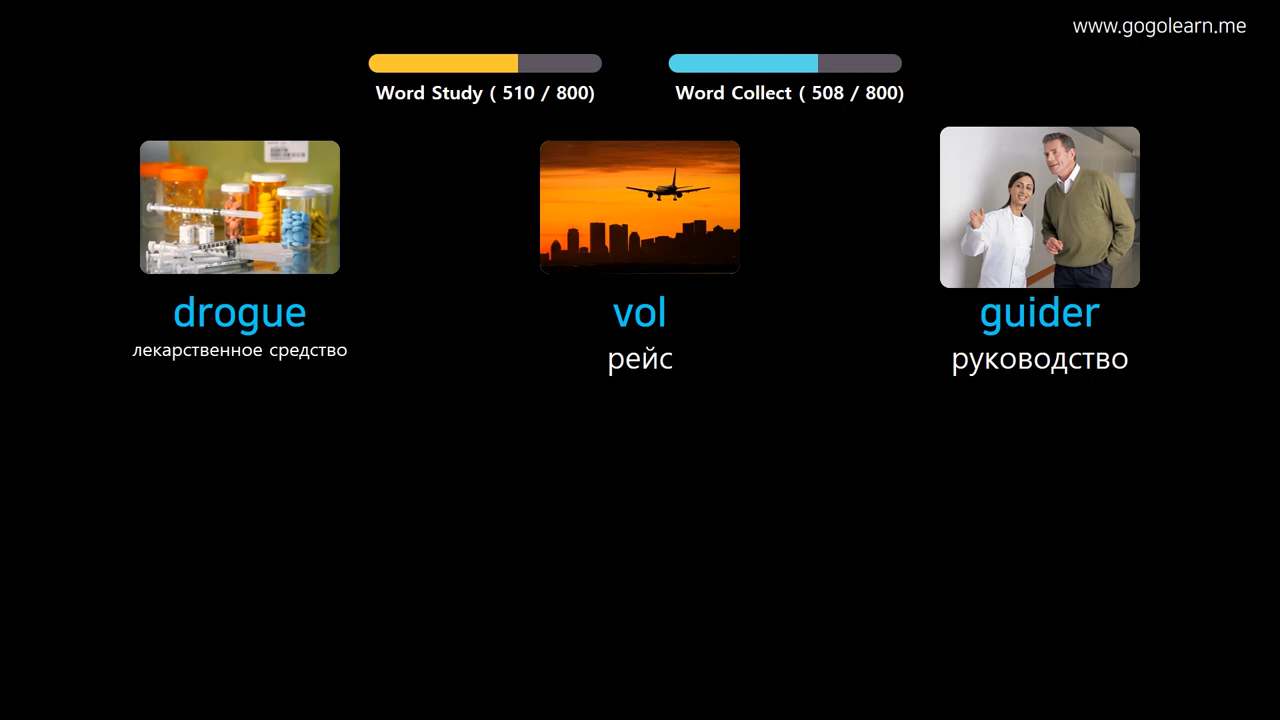 www.gogolearn.me
Word Study ( 510 / 800)
Word Collect ( 508 / 800)
drogue
vol
guider
лекарственное средство
рейс
руководство